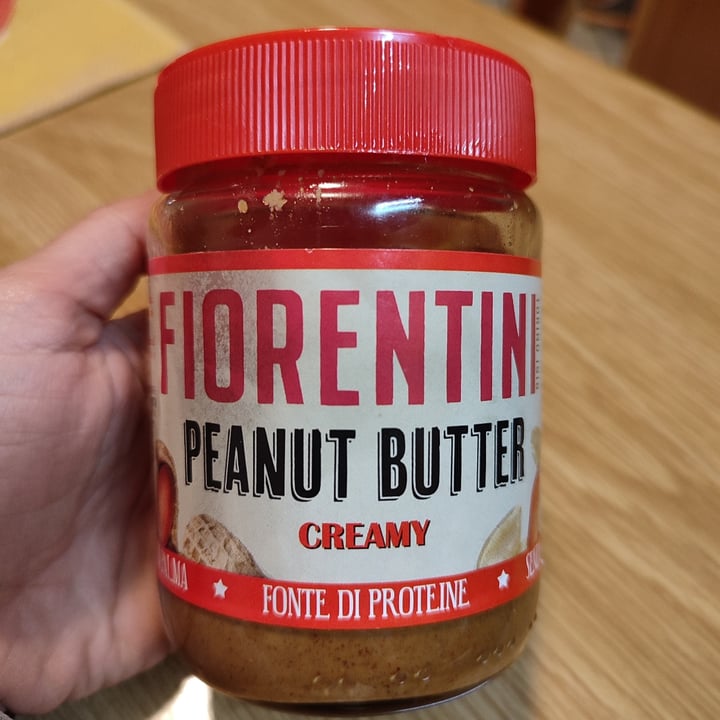 FIORENTINI
PEANUT BUTTER
CREAMY
FONTE DI PROTEINE